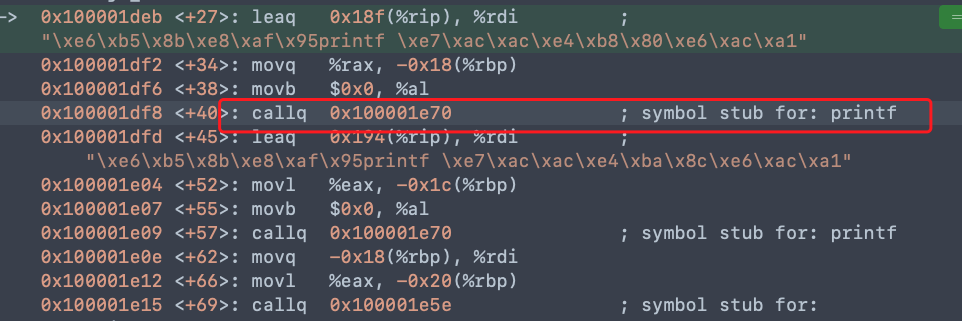 -> 0x100001deb <+27>: leaq 0x18f(%rip), %rdi ;
"\xe6\xb5\x8b\xe8\xaf\x95printf \xe7\xac\xac\xe4\xb8\x80\xe6\xac\xa1"
0x100001df2 <+34>: movq %rax, -0x18(%rbp)
0x100001df6 <+38>: movb $0x0, %al
0x100001df8 <+40>: callq 0x100001e70 ; symbol stub for: printf
0x100001dfd <+45>: leaq 0x194(%rip), %rdi ;
"\xe6\xb5\x8b\xe8\xaf\x95printf \xe7\xac\xac\xe4\xba\x8c\xe6\xac\xa1"
0x100001e04 <+52>: movl %eax, -0x1c(%rbp)
0x100001e07 <+55>: movb $0x0, %al
0x100001e09 <+57>: callq 0x100001e70 ; symbol stub for: printf
0x100001e0e <+62>: movq -0x18(%rbp), %rdi
0x100001e12 <+66>: movl %eax, -0x20(%rbp)
0x100001e15 <+69>: callq 0x100001e5e ; symbol stub for: